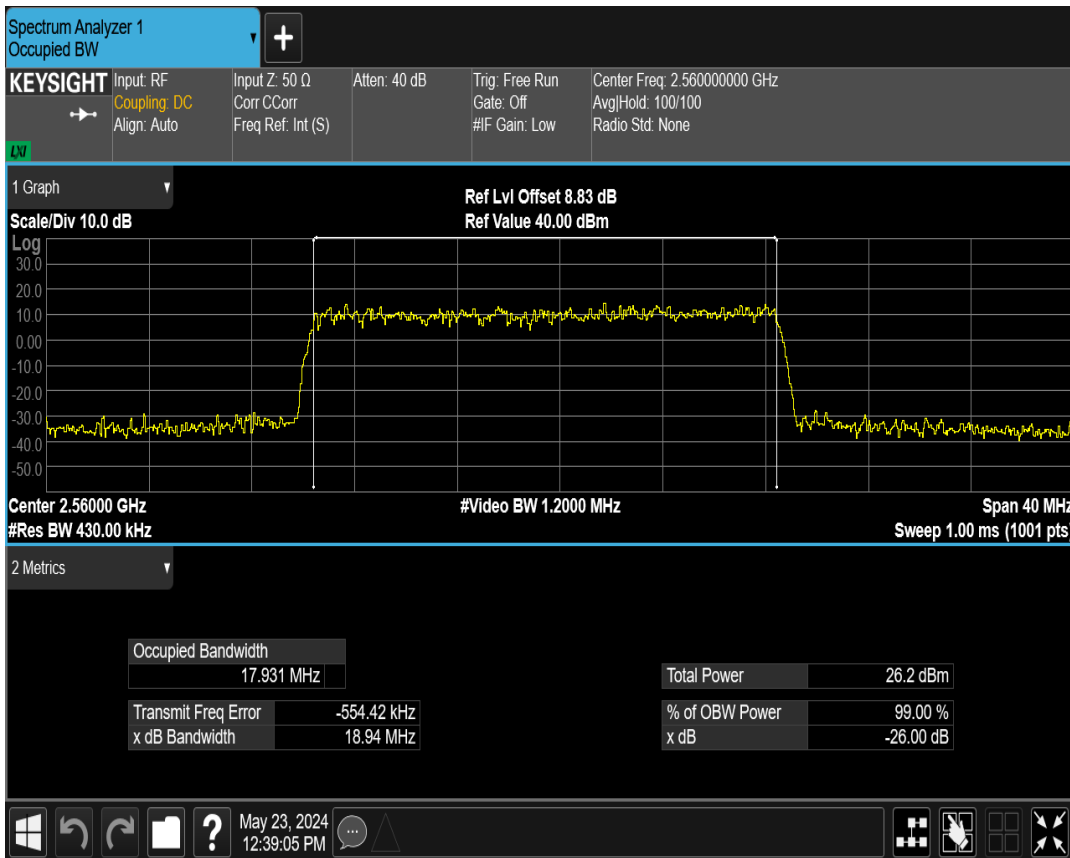 Spectrum Analyzer 1
Occupied BW
KEYSIGHT
LXI
Input: RF
Coupling: DC
Align: Auto
Input Z: 50 Ω
Corr CCorr
Freq Ref: Int (S)
Atten: 40 dB
Trig: Free Run
Gate: Off
#IF Gain: Low
Center Freq: 2.560000000 GHz
Avg|Hold: 100/100
Radio Std: None
1 Graph
Ref Lvl Offset 8.83 dB
Scale/Div 10.0 dB
Ref Value 40.00 dBm
Log
30.0
20.0
10.0
0.00
-10.0
-20.0
-30.0
-40.0
-50.0
Center 2.56000 GHz
#Video BW 1.2000 MHz
Span 40 MHz
#Res BW 430.00 kHz
Sweep 1.00 ms (1001 pts)
2 Metrics
Occupied Bandwidth
17.931 MHz
Total Power 26.2 dBm
Transmit Freq Error -554.42 kHz
% of OBW Power 99.00 %
x dB Bandwidth 18.94 MHz
x dB -26.00 dB
?
May 23, 2024
12:39:05 PM